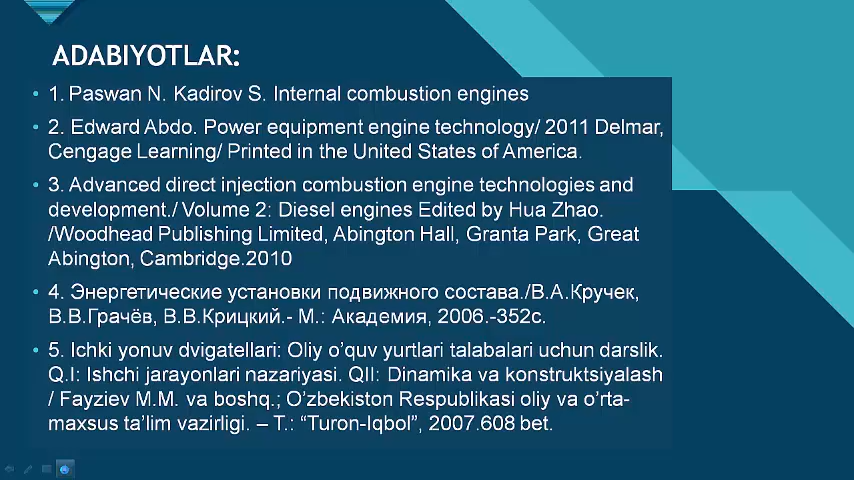 ADABIYOTLAR:
• 1. Paswan N. Kadirov S. Internal combustion engines
• 2. Edward Abdo. Power equipment engine technology/ 2011 Delmar,
Cengage Learning/ Printed in the United States of America.
• 3. Advanced direct injection combustion engine technologies and
development./ Volume 2: Diesel engines Edited by Hua Zhao.
/Woodhead Publishing Limited, Abington Hall, Granta Park, Great
Abington, Cambridge.2010
• 4. Энергетические установки подвижного состава./В.А.Кручек,
В.В.Грачёв, В.В.Крицкий.- М.: Академия, 2006.-352с.
• 5. Ichki yonuv dvigatellari: Oliy o’quv yurtlari talabalari uchun darslik.
Q.I: Ishchi jarayonlari nazariyasi. QII: Dinamika va konstruktsiyalash
/ Fayziev M.M. va boshq.; O’zbekiston Respublikasi oliy va o’rta-
maxsus ta’lim vazirligi. – T.: “Turon-Iqbol”, 2007.608 bet.